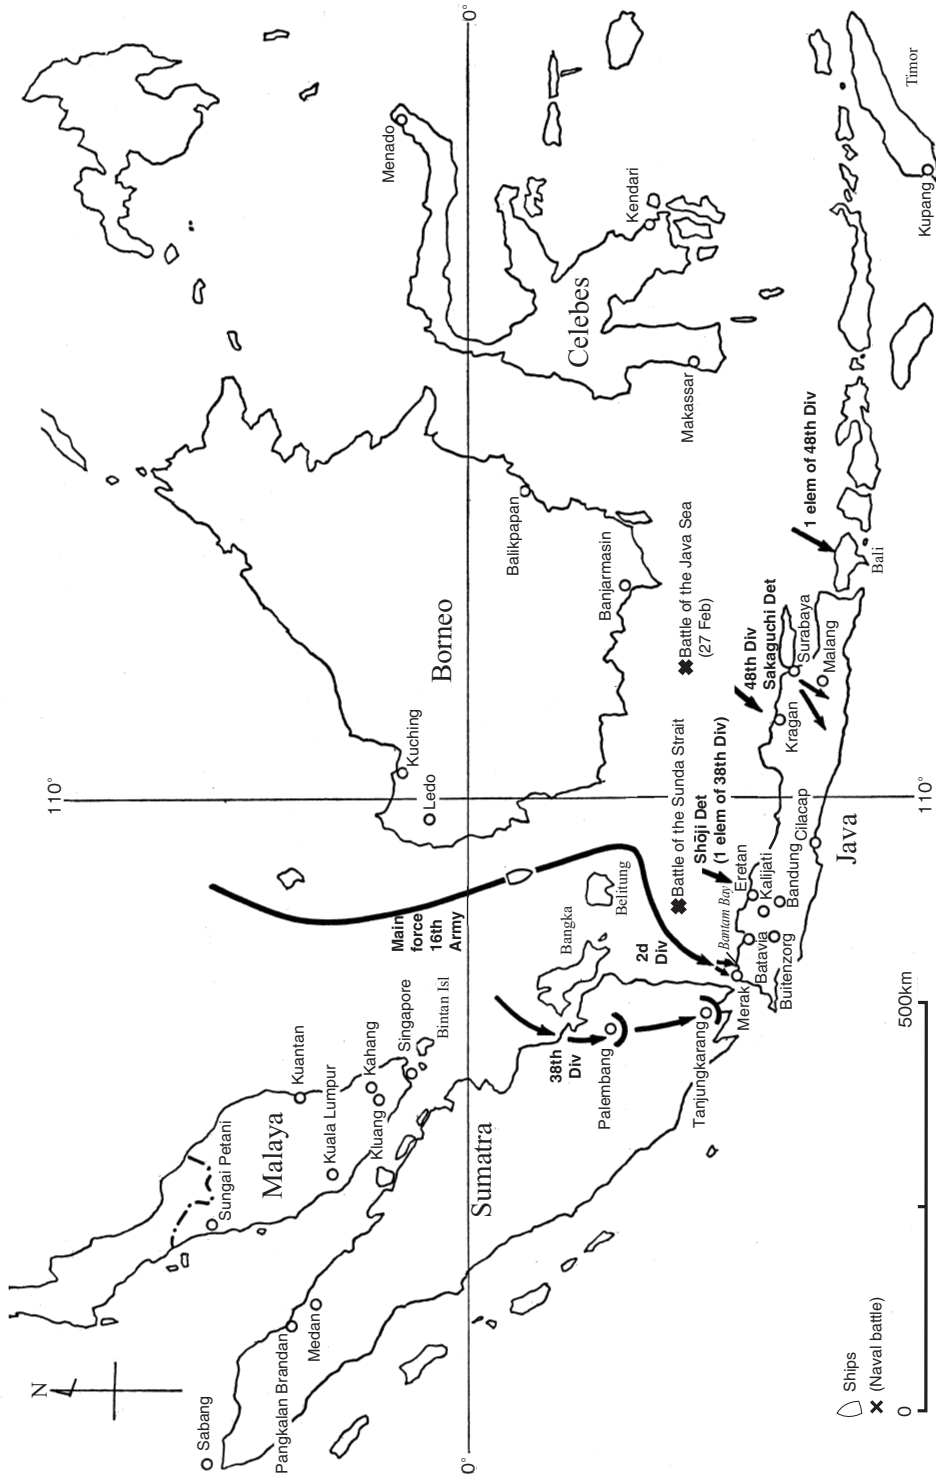 N
110°
0°
0°
110°
Sabang
Pangkalan Brandan
Medan
Sungai Petani
Malaya
Kuantan
Kuala Lumpur
Kahang
Kluang
Singapore
Bintan Isl
Sumatra
Main
force
16th
Army
Kuching
Ledo
Borneo
Menado
Balikpapan
Celebes
Kendari
Banjarmasin
Makassar
Bangka
Belitung
38th
Div
Palembang
2d
Div
Tanjungkarang
Battle of the Sunda Strait
Battle of the Java Sea
(27 Feb)
Shōji Det
(1 elem of 38th Div)
48th Div
Sakaguchi Det
1 elem of 48th Div
Bantam Bay
Merak
Batavia
Buitenzorg
Eretan
Kalijati
Bandung
Cilacap
Java
Kragan
Surabaya
Malang
Bali
Timor
Kupang
Ships
(Naval battle)
0
500km